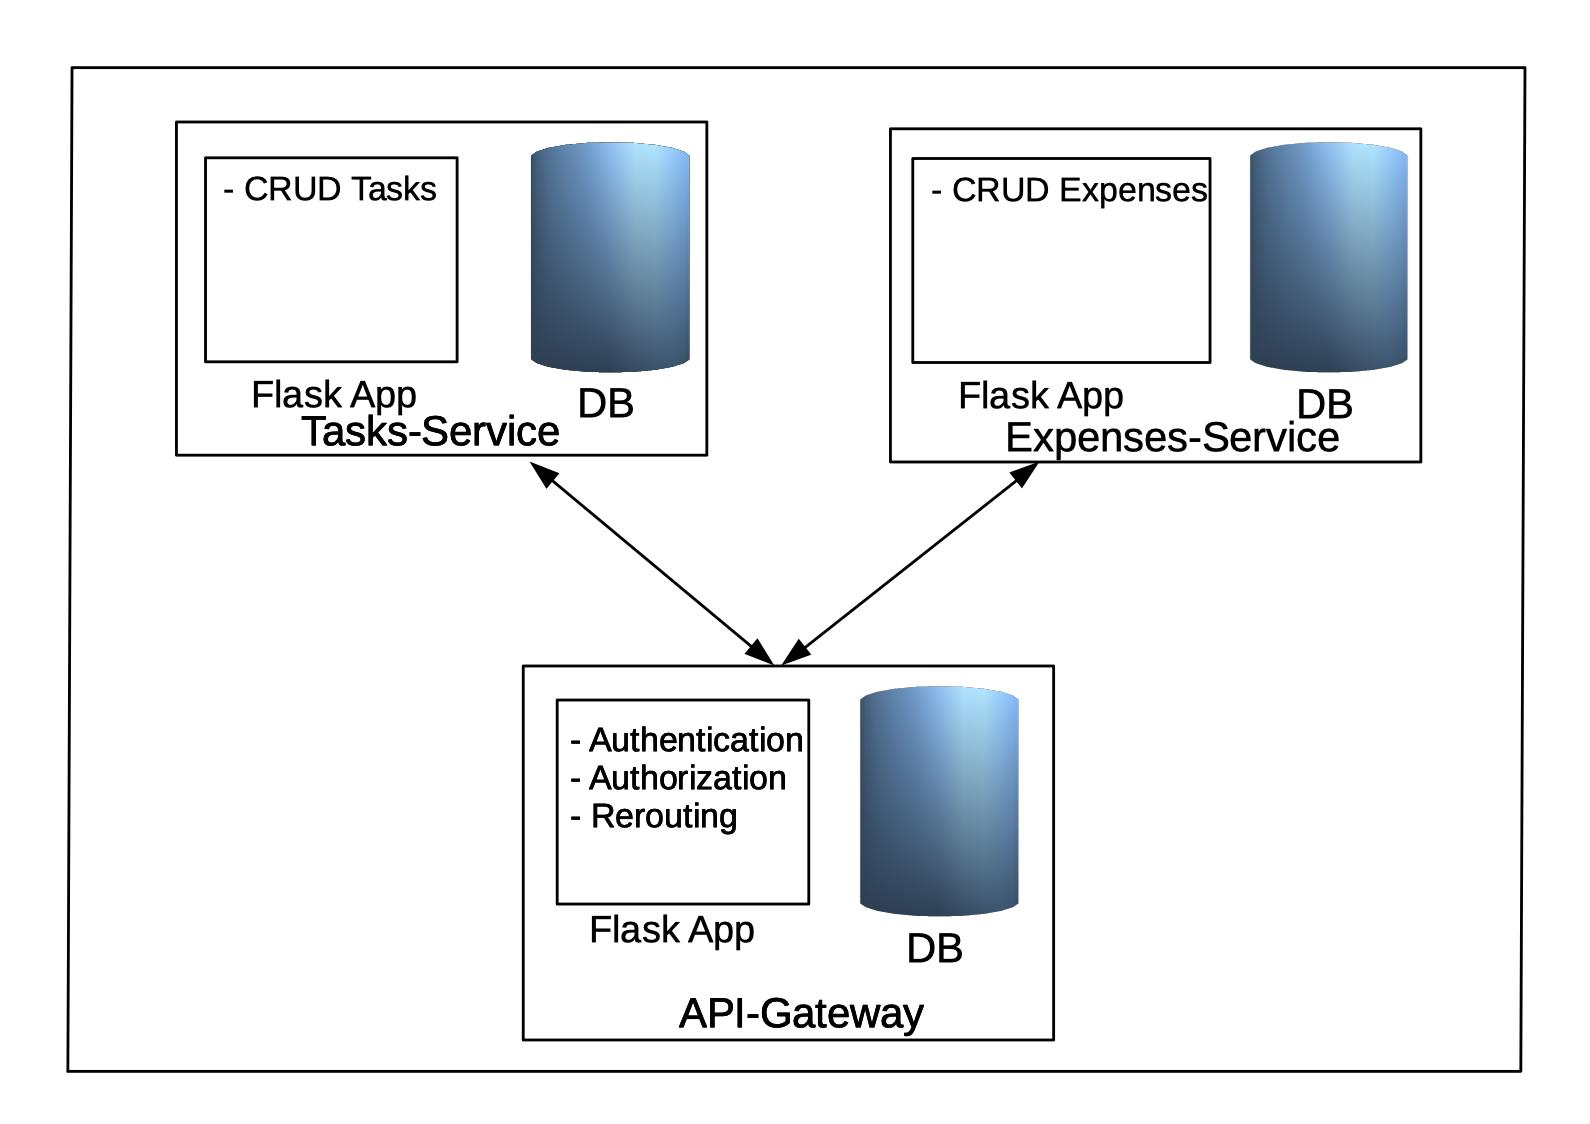 - CRUD Tasks
Flask App
DB
Tasks-Service
- CRUD Expenses
Flask App
DB
Expenses-Service
- Authentication
- Authorization
- Rerouting
Flask App
DB
API-Gateway